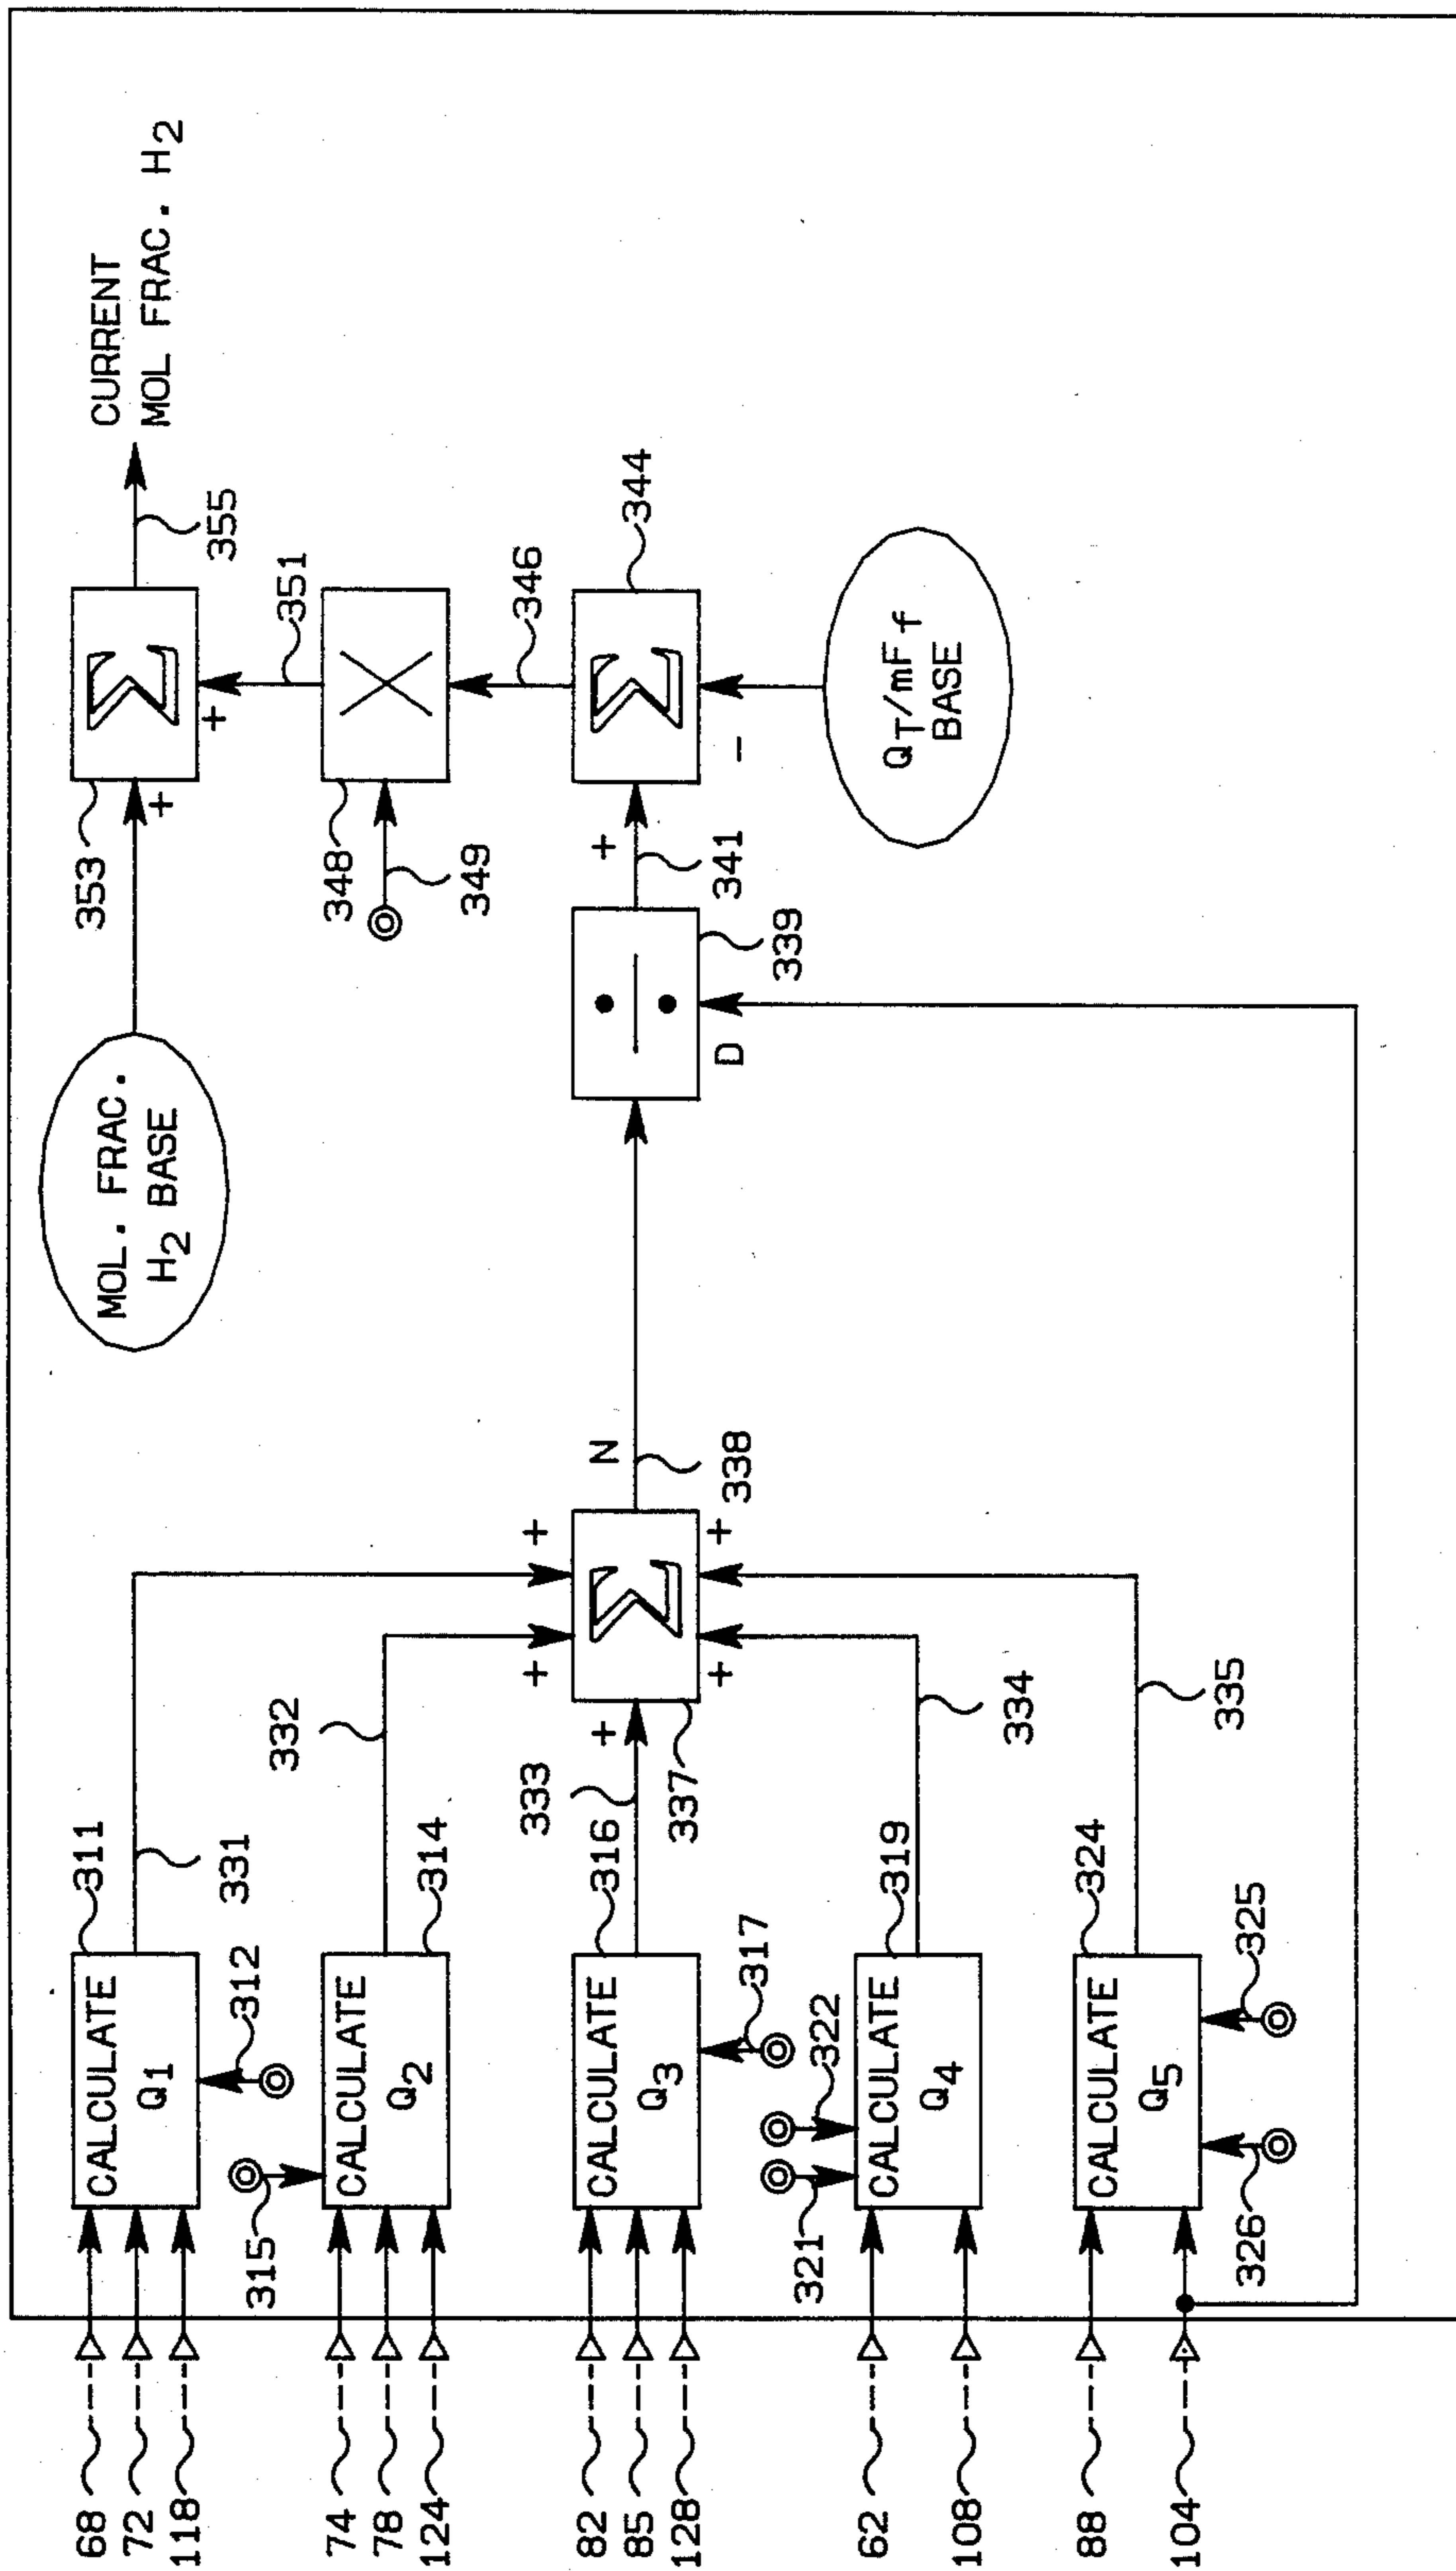 68
72
118
74
78
124
82
85
128
62
108
88
104
CALCULATE
Q1
311
312
331
315
CALCULATE
Q2
314
332
CALCULATE
Q3
316
317
333
321
322
CALCULATE
Q4
319
334
CALCULATE
Q5
324
325
326
335
+
+
+
+
+
Σ
337
N
338
÷
D
339
+
341
Σ
344
-
QT/mF f
BASE
346
X
348
349
351
MOL. FRAC.
H2 BASE
+
+
Σ
353
355
CURRENT
MOL FRAC. H2